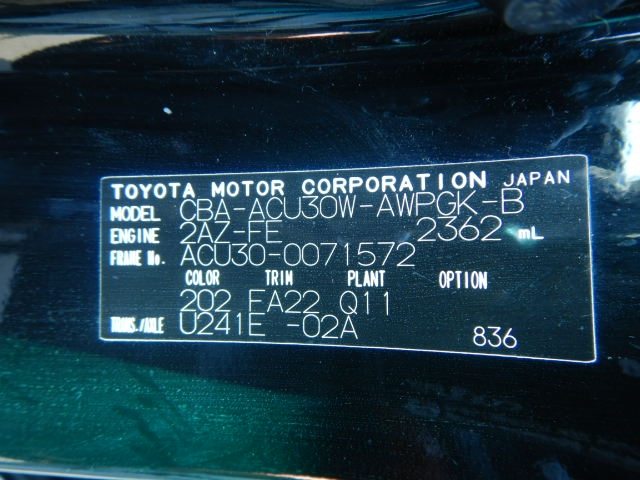 TOYOTA MOTOR CORPORATION JAPAN
MODEL CBA-ACU30W-AWPGK-B
ENGINE 2AZ-FE 2362 mL
FRAME No. ACU30-0071572
COLOR TRIM PLANT OPTION
202 FA22 Q11
TRANS./AXLE U241E -02A
836